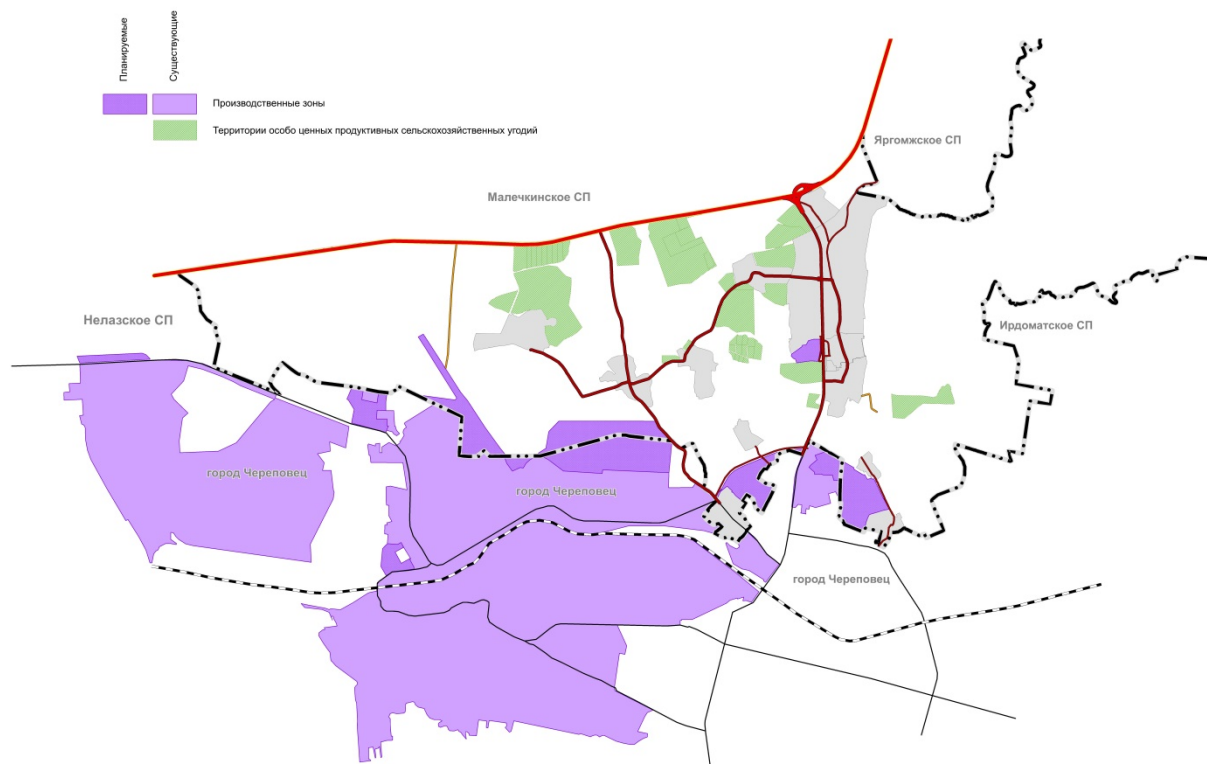 Планируемые
Существующие
Производственные зоны
Территории особо ценных продуктивных сельскохозяйственных угодий
Яргомжское СП
Малечкинское СП
Нелазское СП
Ирдоматское СП
город Череповец
город Череповец
город Череповец